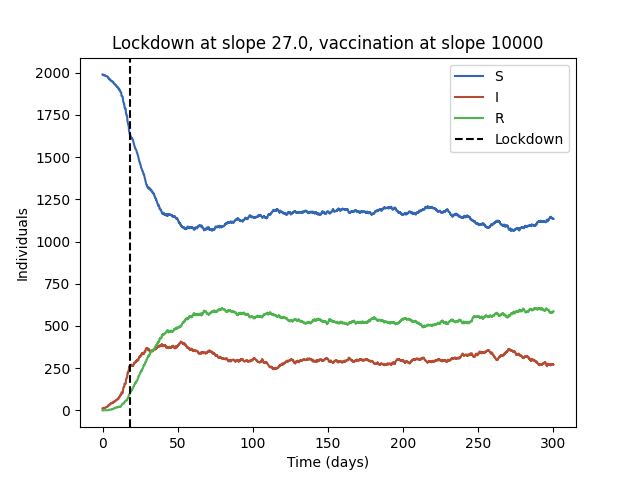 Lockdown at slope 27.0, vaccination at slope 10000
S
I
R
Lockdown
Individuals
2000
1750
1500
1250
1000
750
500
250
0
0 50 100 150 200 250 300
Time (days)